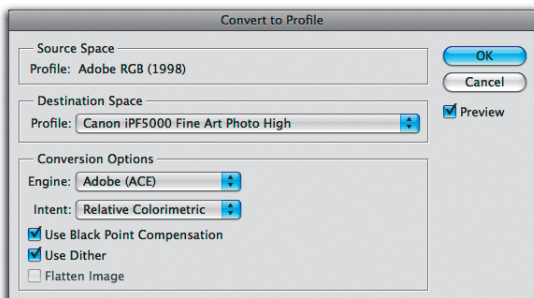 Convert to Profile
Source Space
Profile: Adobe RGB (1998)
Destination Space
Profile: Canon iPF5000 Fine Art Photo High
Conversion Options
Engine: Adobe (ACE)
Intent: Relative Colorimetric
Use Black Point Compensation
Use Dither
Flatten Image
OK
Cancel
Preview